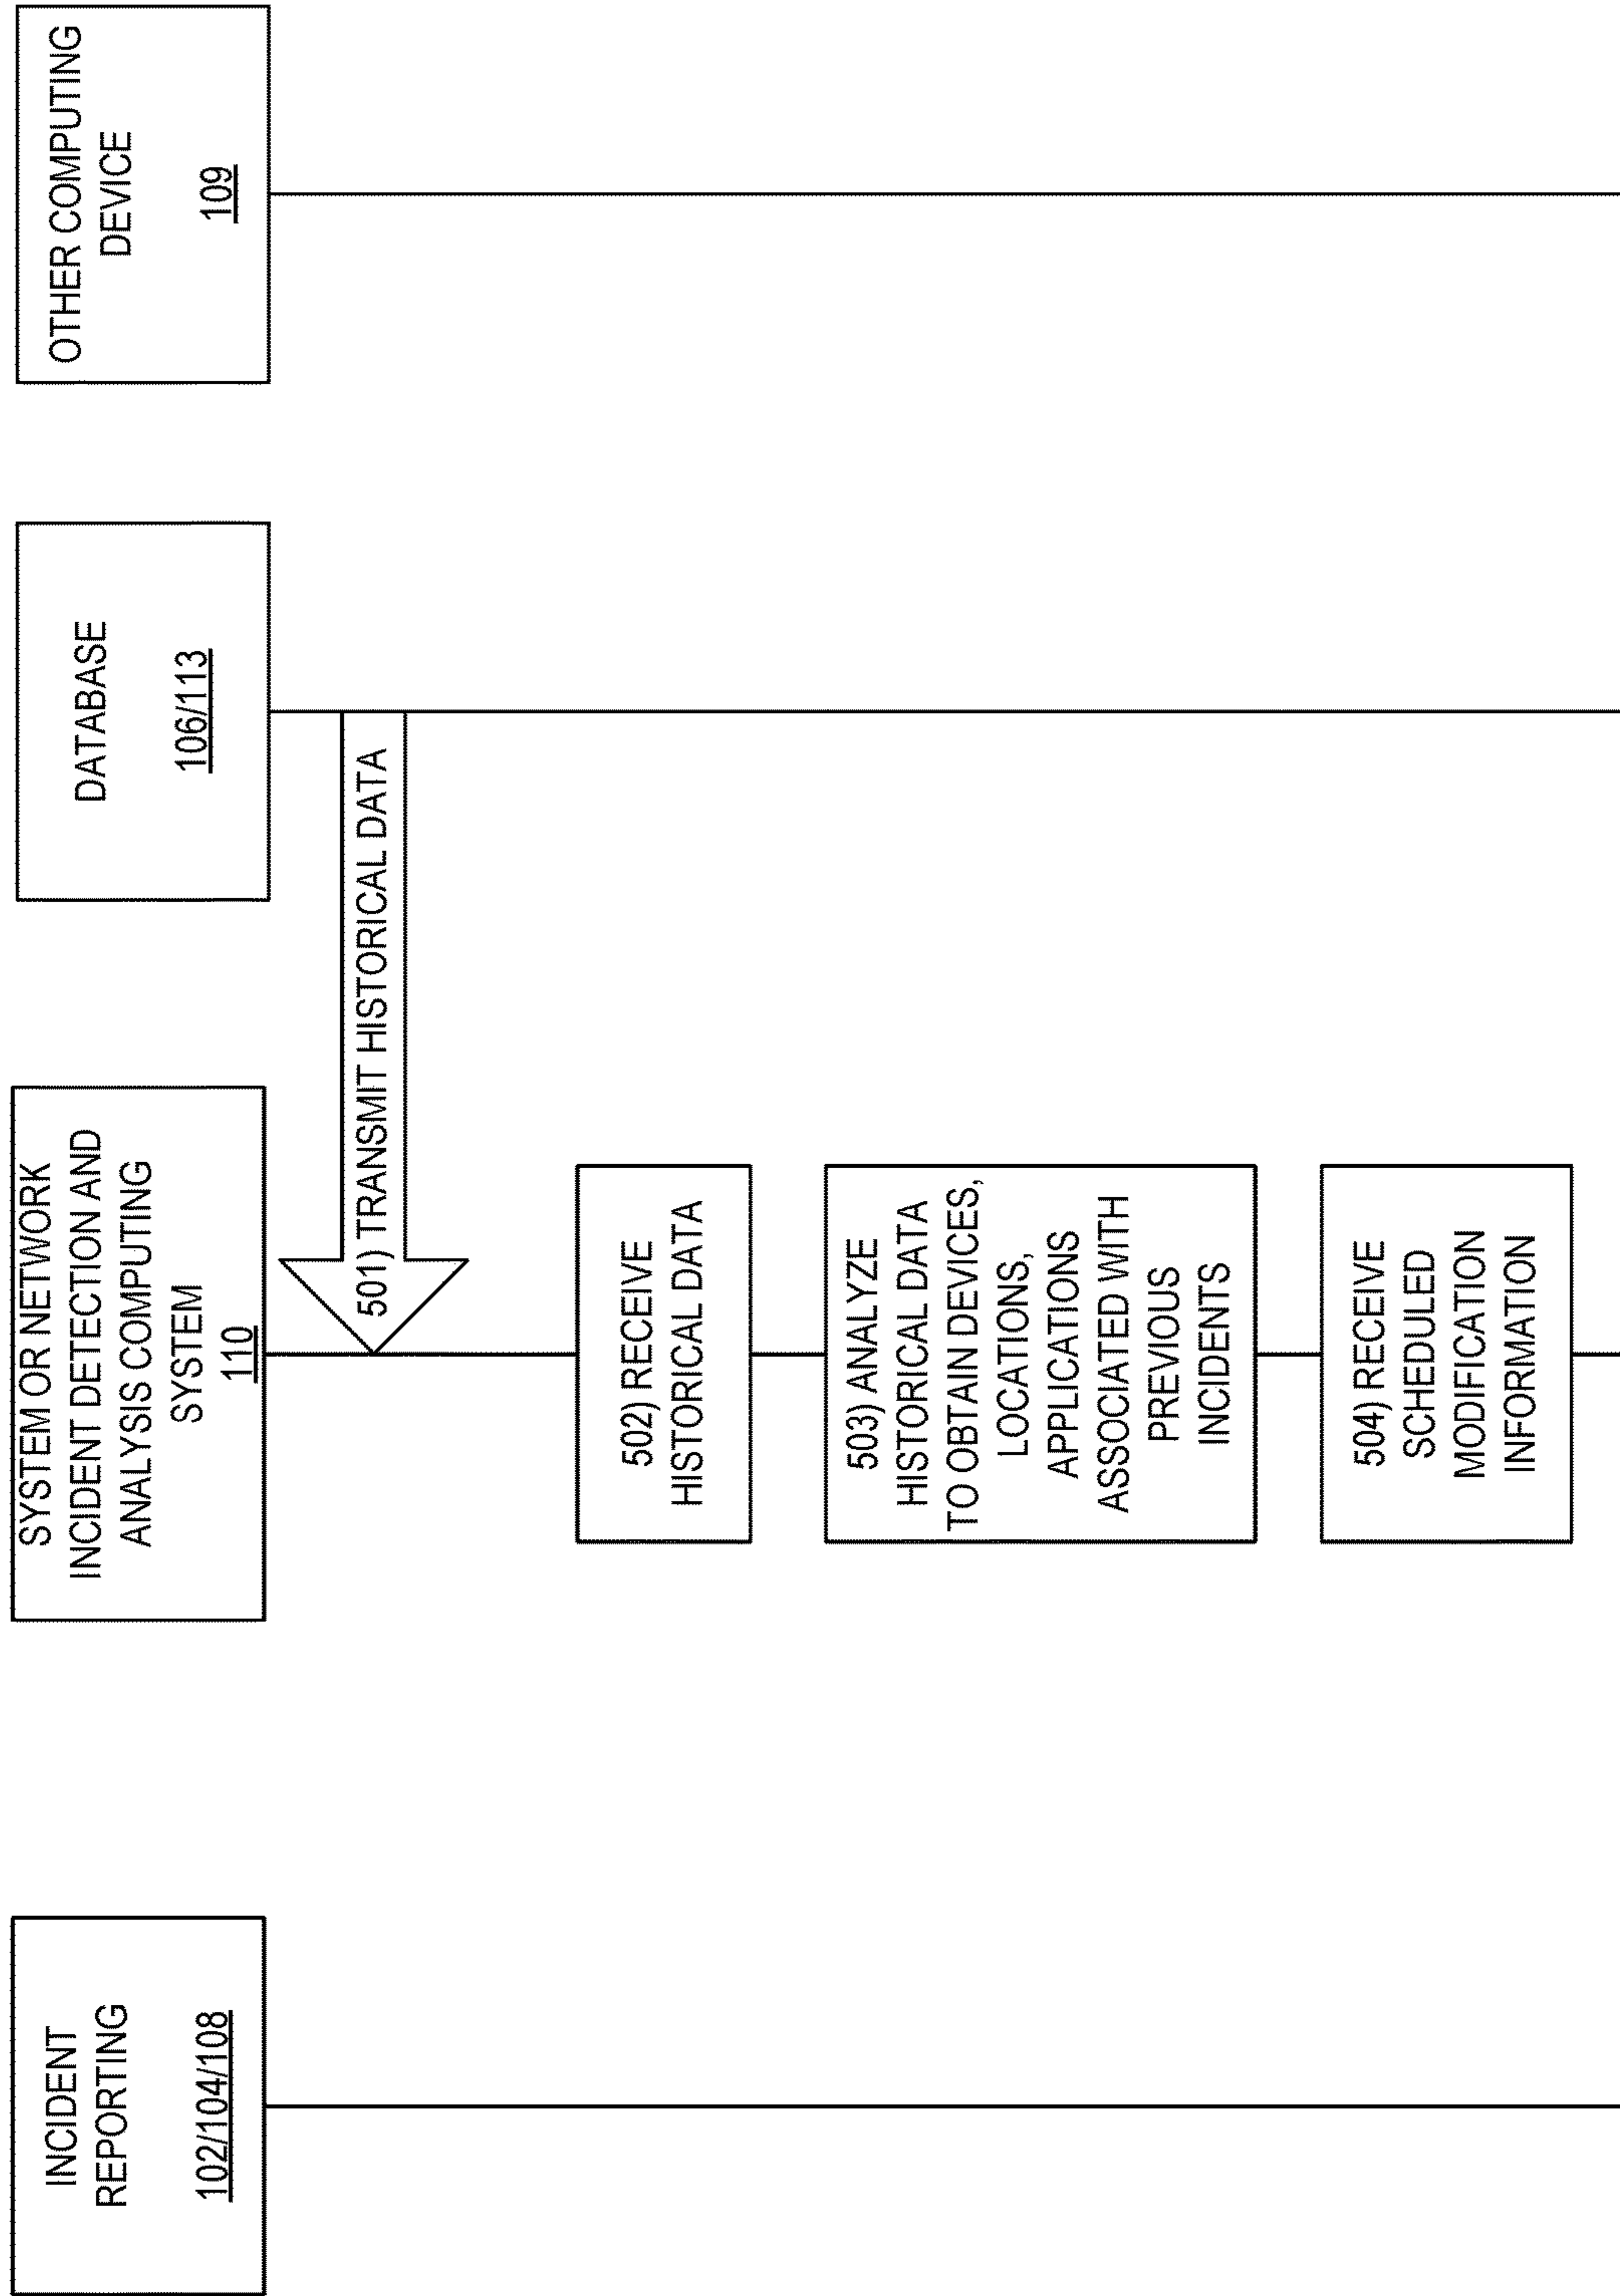 INCIDENT
REPORTING
102/104/108
SYSTEM OR NETWORK
INCIDENT DETECTION AND
ANALYSIS COMPUTING
SYSTEM
110
DATABASE
106/113
OTHER COMPUTING
DEVICE
109
501) TRANSMIT HISTORICAL DATA
502) RECEIVE
HISTORICAL DATA
503) ANALYZE
HISTORICAL DATA
TO OBTAIN DEVICES,
LOCATIONS,
APPLICATIONS
ASSOCIATED WITH
PREVIOUS
INCIDENTS
504) RECEIVE
SCHEDULED
MODIFICATION
INFORMATION